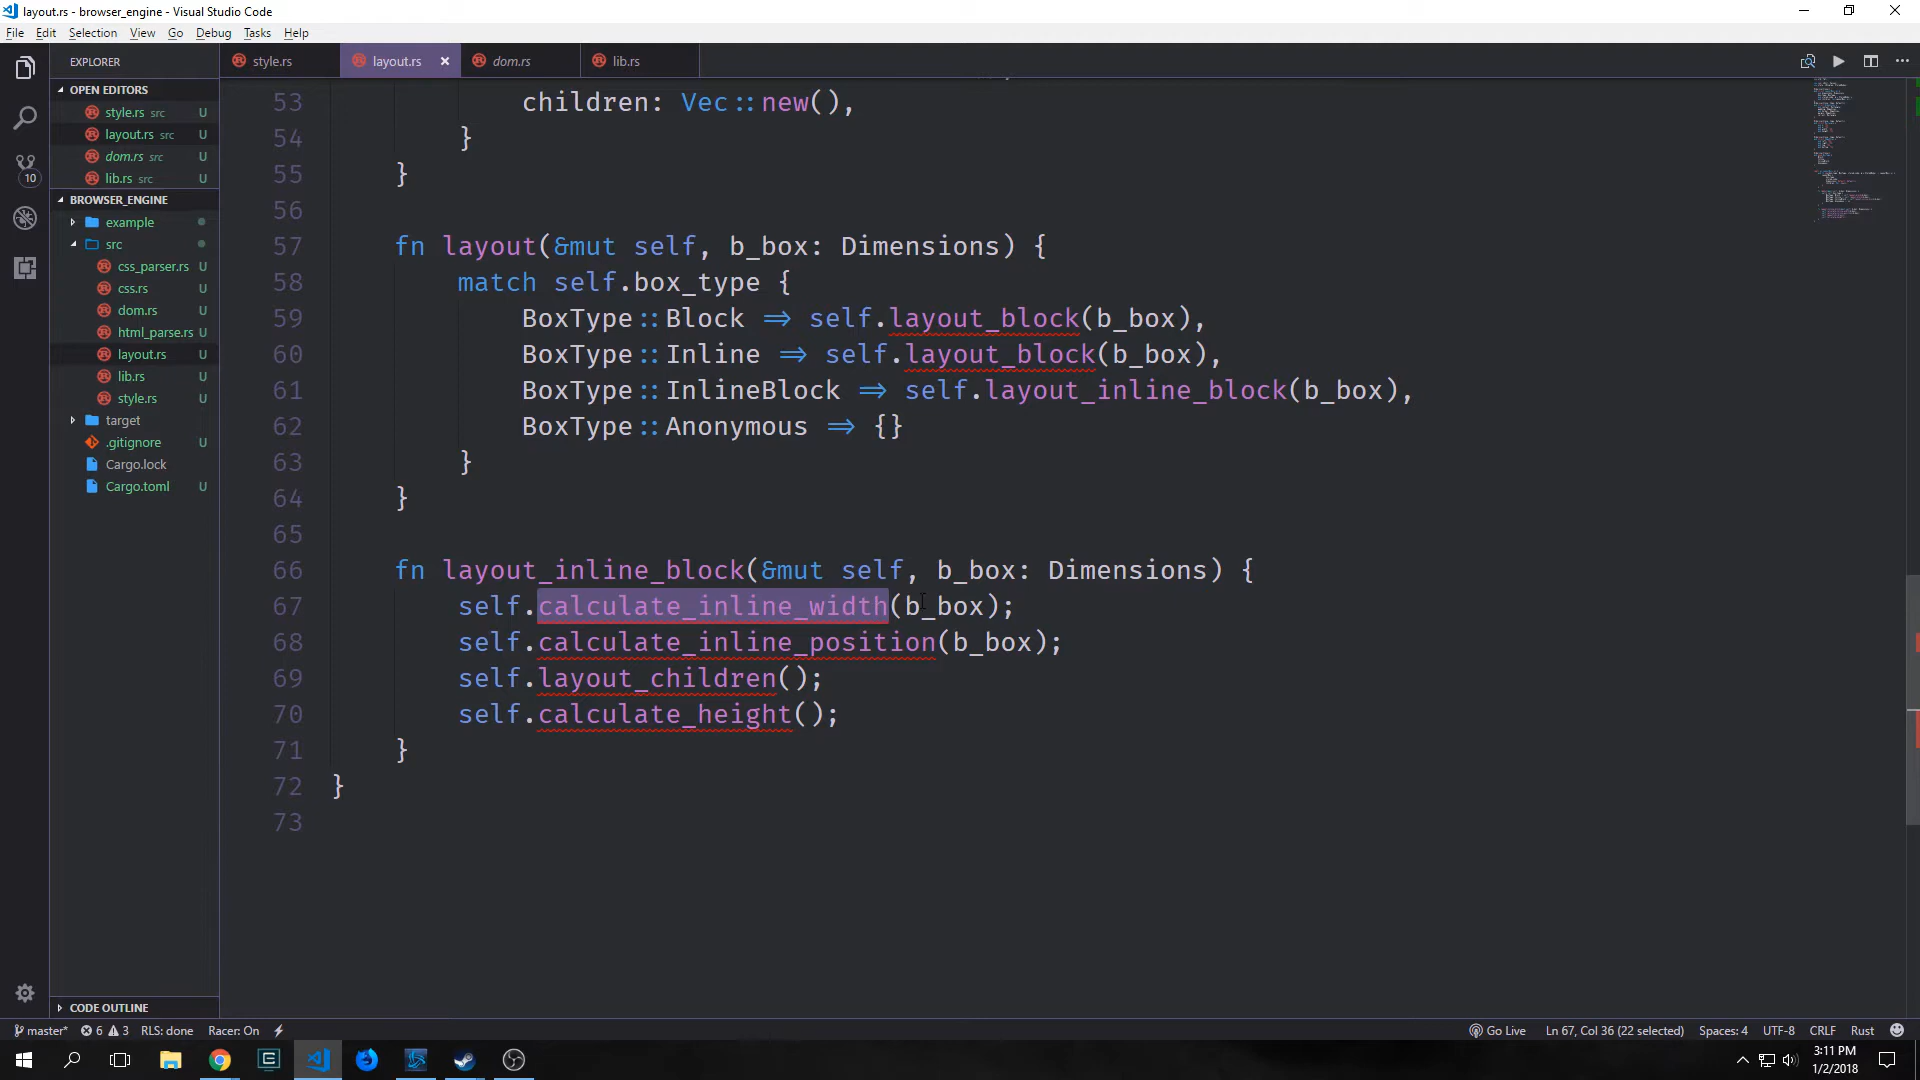 layout.rs - browser_engine - Visual Studio Code
File Edit Selection View Go Debug Tasks Help
EXPLORER
style.rs layout.rs dom.rs lib.rs
OPEN EDITORS
style.rs src U
layout.rs src U
dom.rs src U
lib.rs src U
10
BROWSER_ENGINE
example
src
css_parser.rs U
css.rs U
dom.rs U
html_parse.rs U
layout.rs U
lib.rs U
style.rs U
target
.gitignore U
Cargo.lock
Cargo.toml U
CODE OUTLINE
53 children: Vec::new(),
54 }
55 }
56
57 fn layout(&mut self, b_box: Dimensions) {
58 match self.box_type {
59 BoxType::Block => self.layout_block(b_box),
60 BoxType::Inline => self.layout_block(b_box),
61 BoxType::InlineBlock => self.layout_inline_block(b_box),
62 BoxType::Anonymous => {}
63 }
64 }
65
66 fn layout_inline_block(&mut self, b_box: Dimensions) {
67 self.calculate_inline_width(b_box);
68 self.calculate_inline_position(b_box);
69 self.layout_children();
70 self.calculate_height();
71 }
72 }
73
master* 6 3 RLS: done Racer: On Go Live Ln 67, Col 36 (22 selected) Spaces: 4 UTF-8 CRLF Rust
3:11 PM
1/2/2018